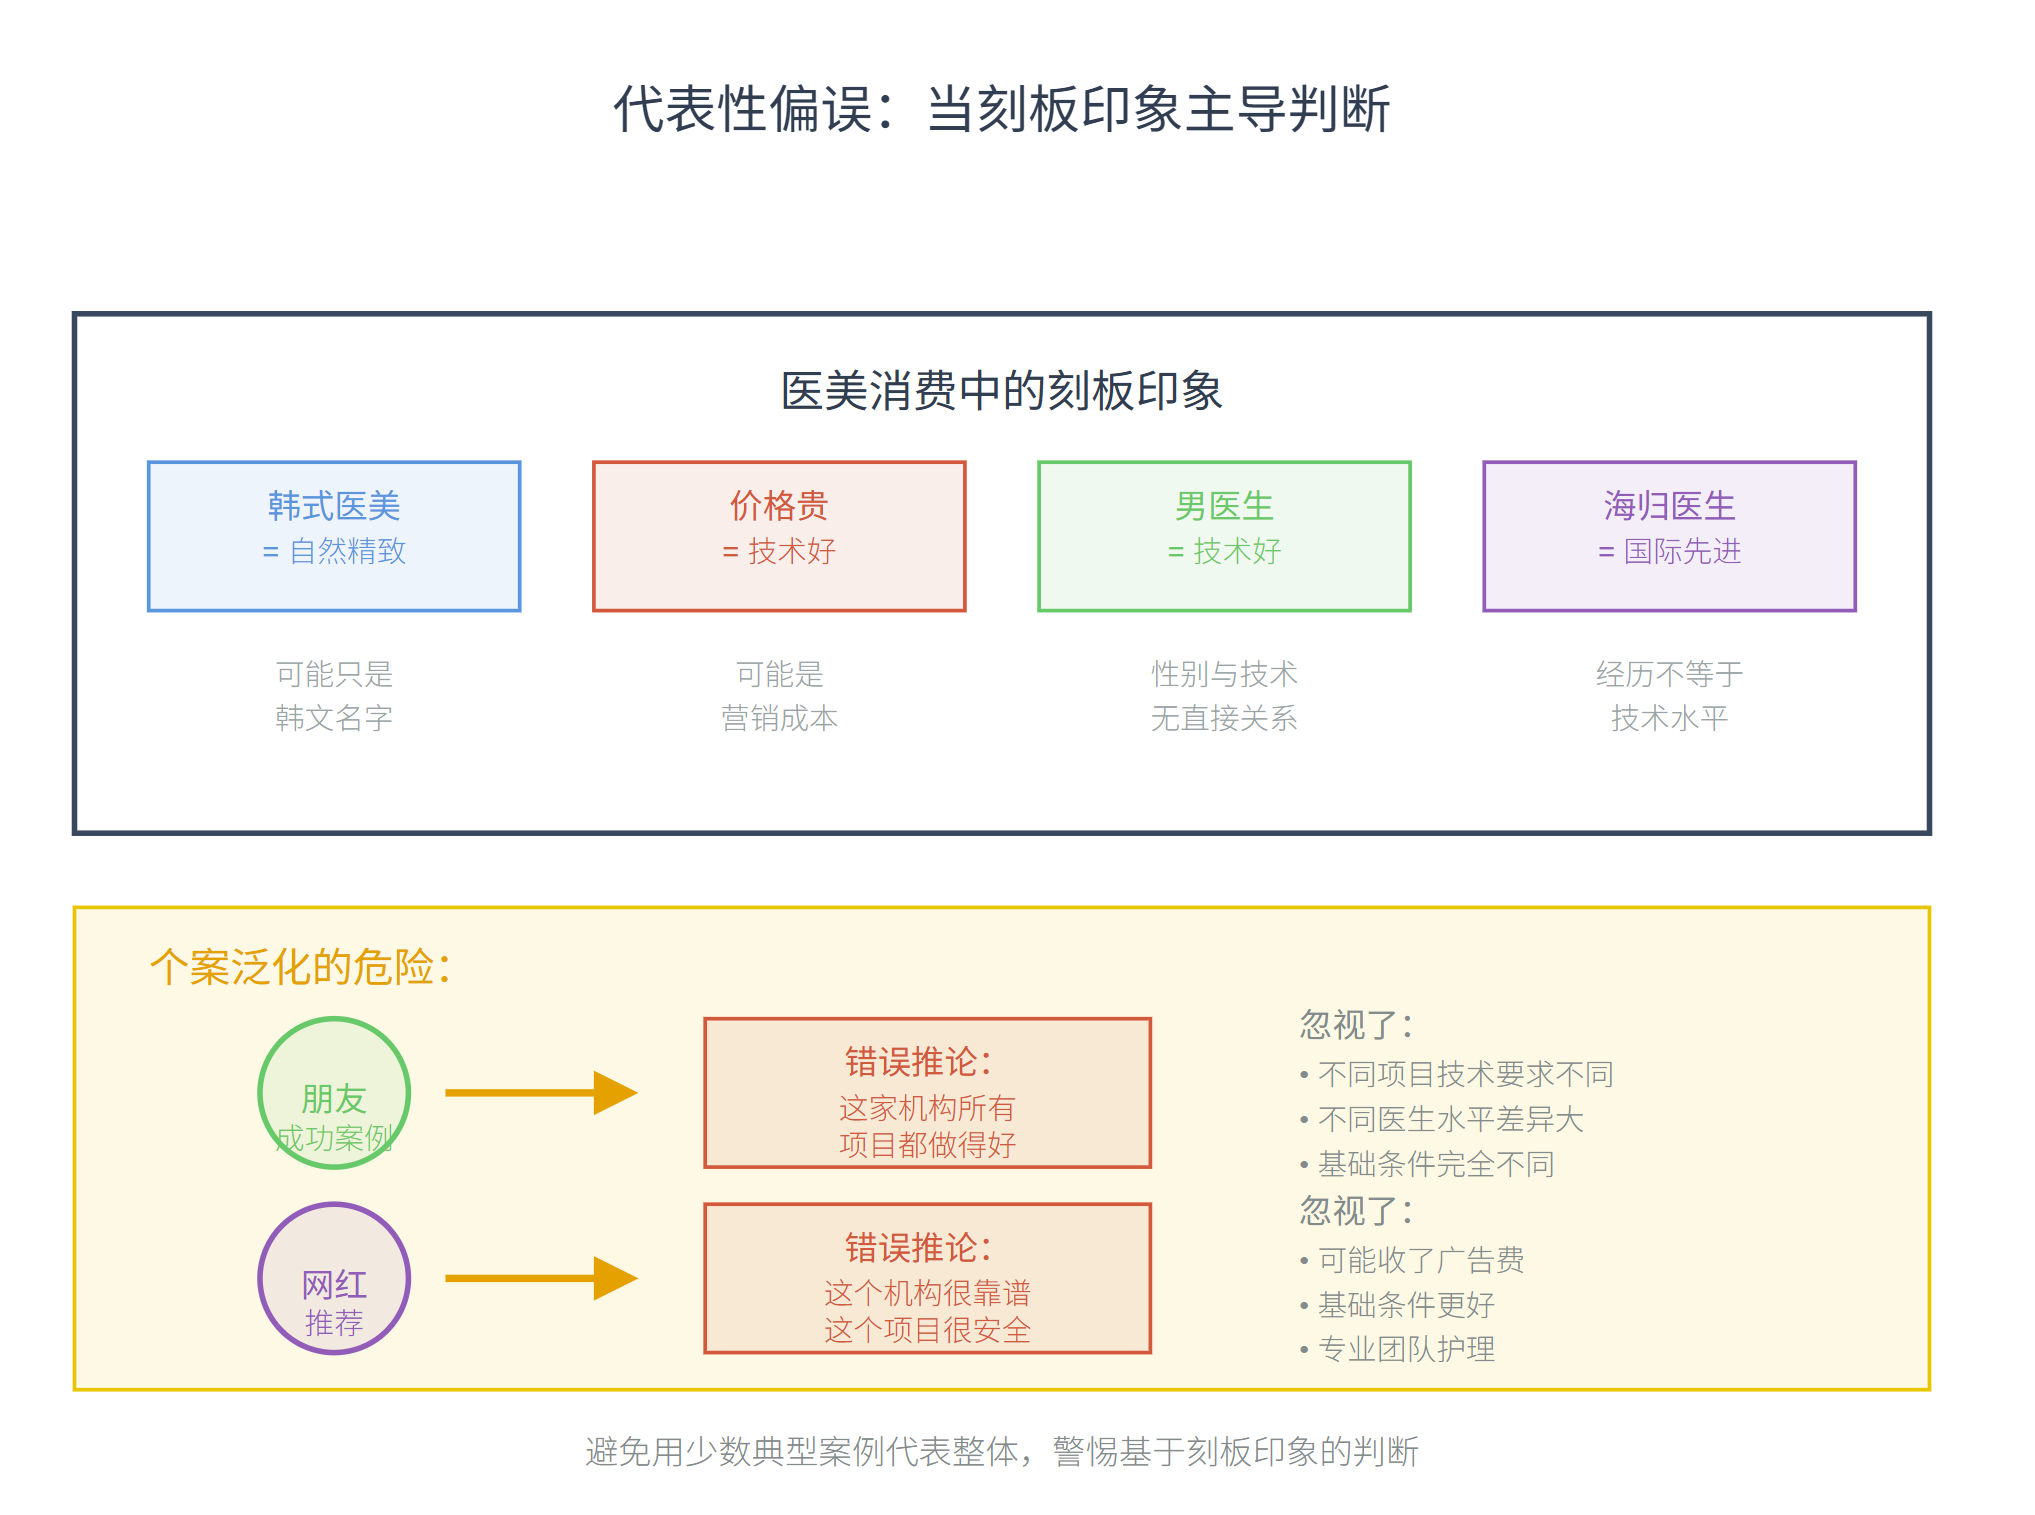 代表性偏误：当刻板印象主导判断
医美消费中的刻板印象
韩式医美
= 自然精致
可能只是
韩文名字
价格贵
= 技术好
可能是
营销成本
男医生
= 技术好
性别与技术
无直接关系
海归医生
= 国际先进
经历不等于
技术水平
个案泛化的危险：
朋友
成功案例
错误推论：
这家机构所有
项目都做得好
忽视了：
• 不同项目技术要求不同
• 不同医生水平差异大
• 基础条件完全不同
网红
推荐
错误推论：
这个机构很靠谱
这个项目很安全
忽视了：
• 可能收了广告费
• 基础条件更好
• 专业团队护理
避免用少数典型案例代表整体，警惕基于刻板印象的判断